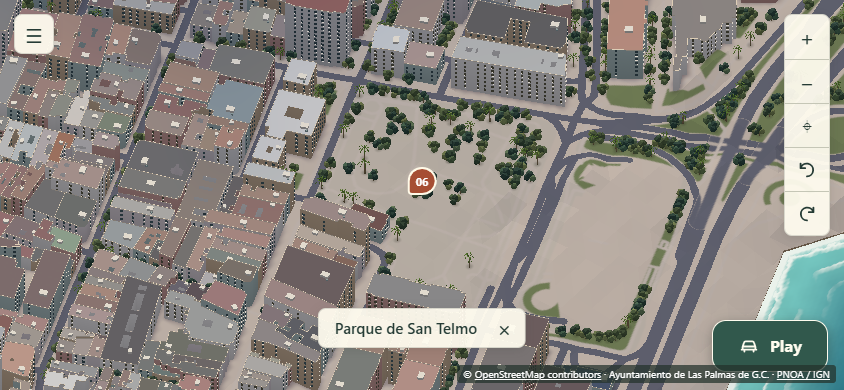 06
Parque de San Telmo ×
Play
© OpenStreetMap contributors · Ayuntamiento de Las Palmas de G.C. · PNOA / IGN